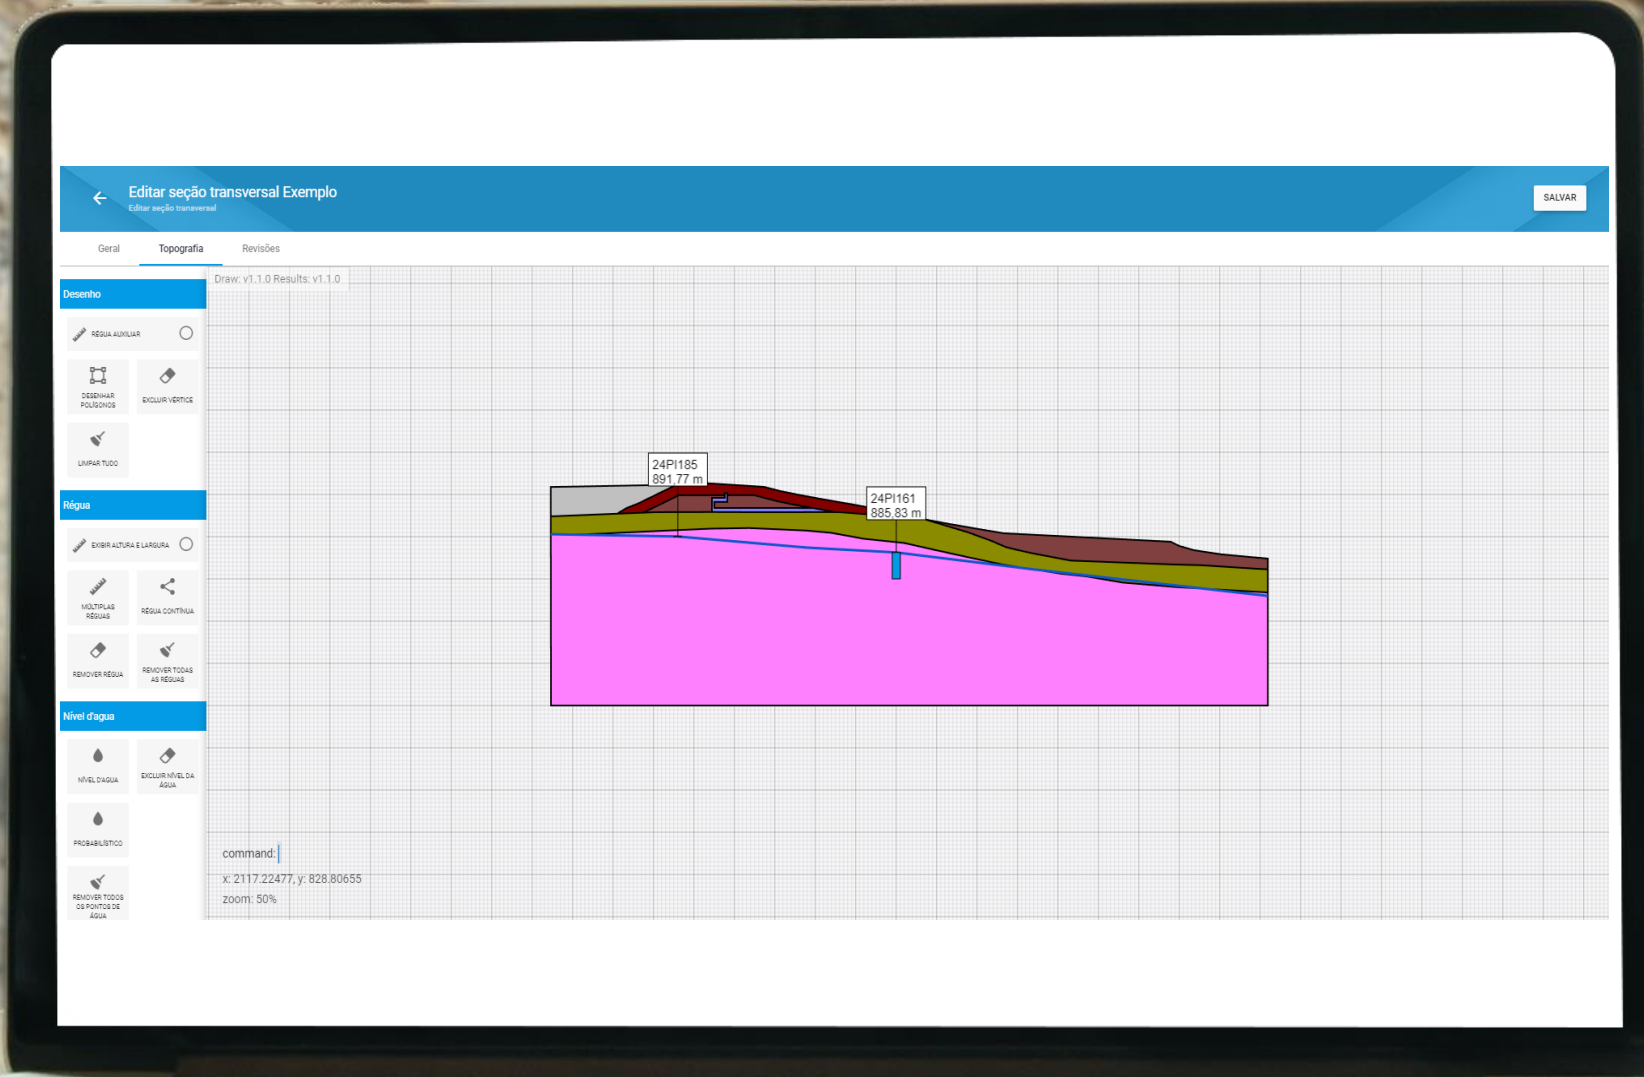 Editar seção transversal Exemplo
Editar seção transversal
SALVAR
Geral
Topografia
Revisões
Draw: v1.1.0 Results: v1.1.0
Desenho
RÉGUA AUXILIAR
DESENHAR
POLÍGONOS
EXCLUIR VÉRTICE
LIMPAR TUDO
Régua
EXIBIR ALTURA E LARGURA
MÚLTIPLAS
RÉGUAS
RÉGUA CONTÍNUA
REMOVER RÉGUA
REMOVER TODAS
AS RÉGUAS
Nível d'agua
NÍVEL D'AGUA
EXCLUIR NÍVEL DA
ÁGUA
PROBABILÍSTICO
REMOVER TODOS
OS PONTOS DE
ÁGUA
24PI185
891,77 m
24PI161
885,83 m
command:
x: 2117.22477, y: 828.80655
zoom: 50%